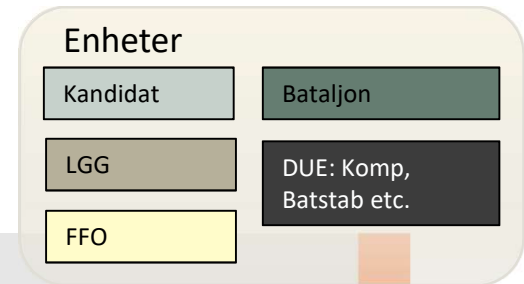 Enheter
Kandidat
Bataljon
LGG
DUE: Komp,
Batstab etc.
FFO